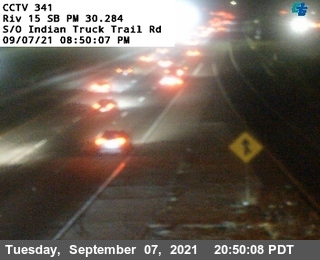 CCTV 341
Riv 15 SB PM 30.284
S/O Indian Truck Trail Rd
09/07/21 08:50:07 PM
Tuesday, September 07, 2021 20:50:08 PDT